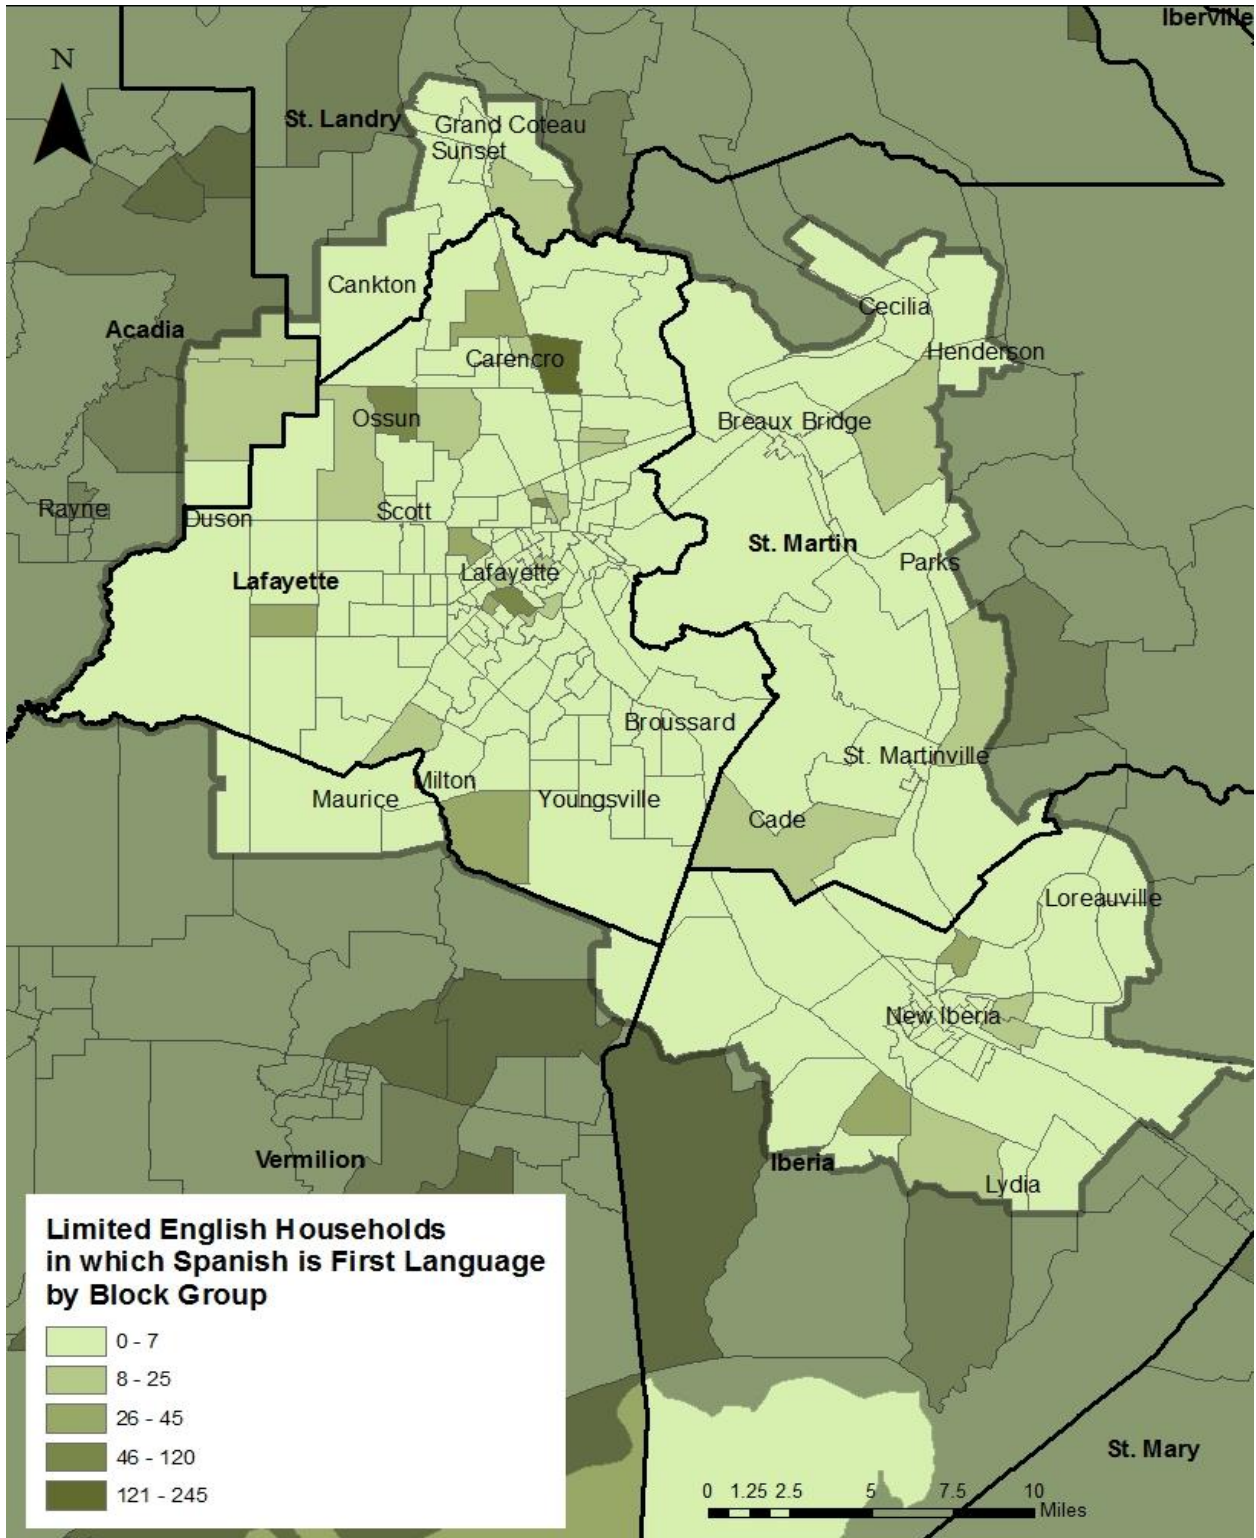 Iberville
N
St. Landry
Grand Coteau
Sunset
Cankton
Cecilia
Acadia
Carencro
Henderson
Ossun
Breaux Bridge
Rayne
Duson
Scott
St. Martin
Parks
Lafayette
Lafayette
Broussard
St. Martinville
Milton
Maurice
Youngsville
Cade
Loreauville
New Iberia
Vermilion
Iberia
Lydia
Limited English Households
in which Spanish is First Language
by Block Group
0 - 7
8 - 25
26 - 45
46 - 120
121 - 245
St. Mary
0 1.25 2.5 5 7.5 10
Miles